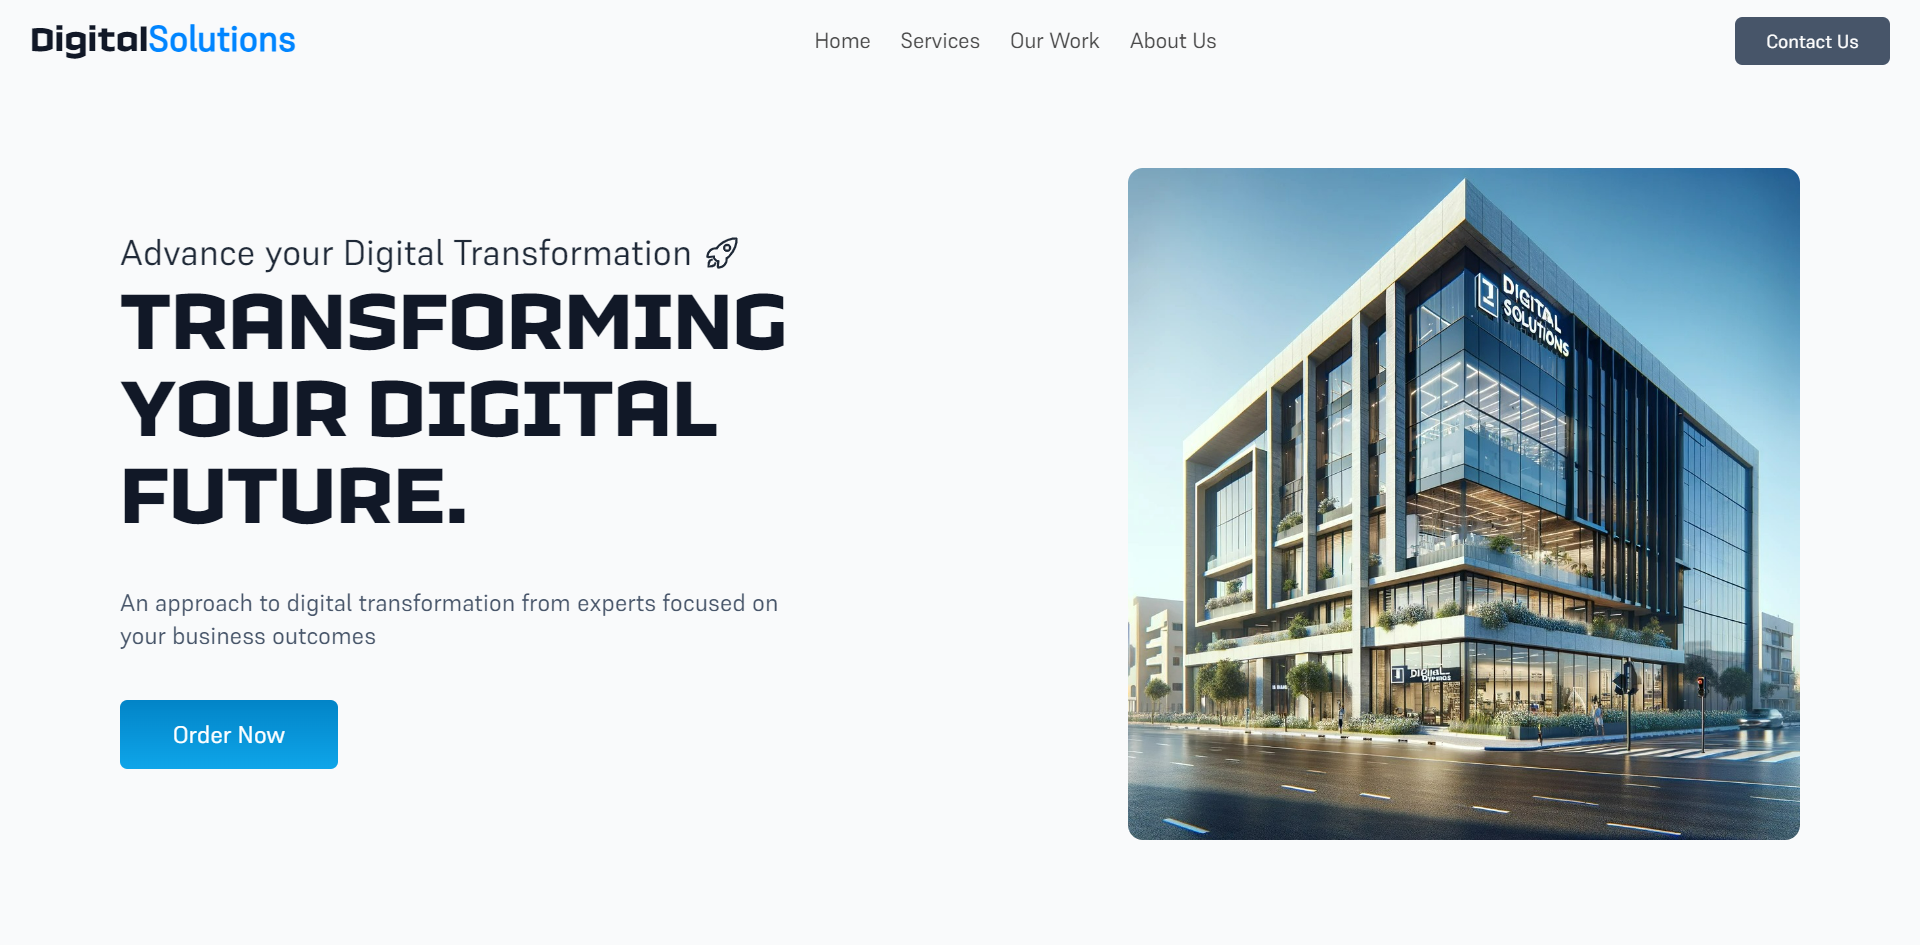 DigitalSolutions
Home Services Our Work About Us
Contact Us
Advance your Digital Transformation
TRANSFORMING
YOUR DIGITAL
FUTURE.
An approach to digital transformation from experts focused on
your business outcomes
Order Now
DIGITAL
SOLUTIONS